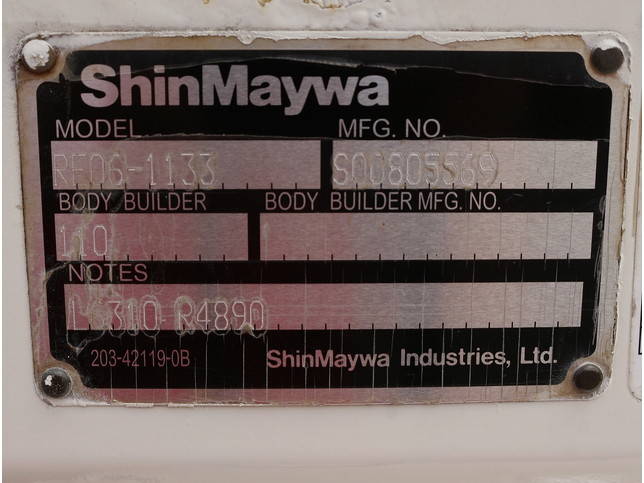 ShinMaywa
MODEL MFG. NO.
RF06-1133 S00805569
BODY BUILDER BODY BUILDER MFG. NO.
110
NOTES
L 310 R4890
203-42119-0B ShinMaywa Industries, Ltd.